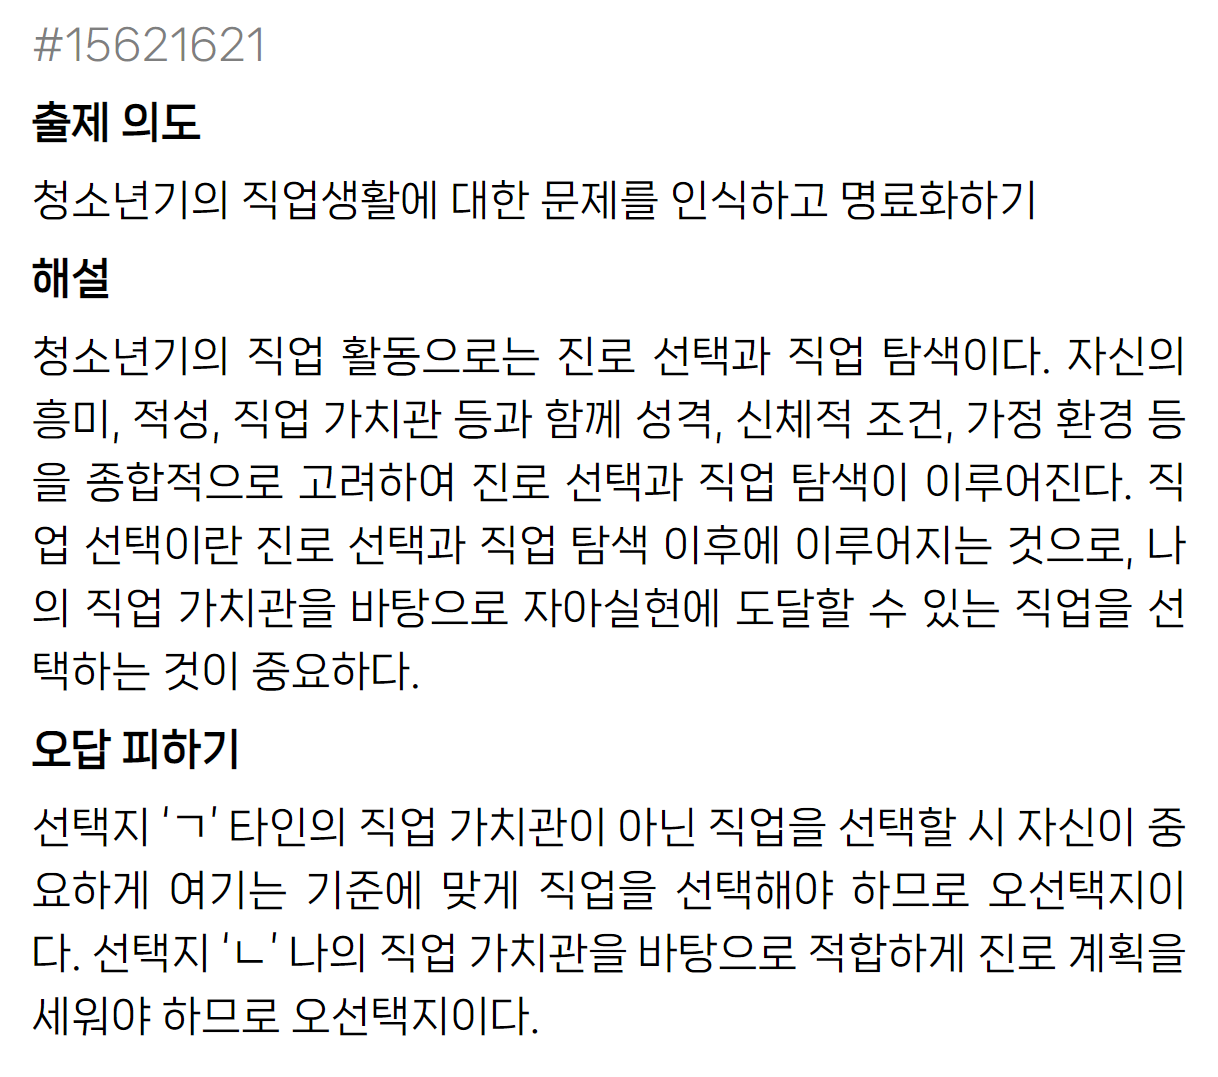 #15621621
출제 의도
청소년기의 직업생활에 대한 문제를 인식하고 명료화하기
해설
청소년기의 직업 활동으로는 진로 선택과 직업 탐색이다. 자신의
흥미, 적성, 직업 가치관 등과 함께 성격, 신체적 조건, 가정 환경 등
을 종합적으로 고려하여 진로 선택과 직업 탐색이 이루어진다. 직
업 선택이란 진로 선택과 직업 탐색 이후에 이루어지는 것으로, 나
의 직업 가치관을 바탕으로 자아실현에 도달할 수 있는 직업을 선
택하는 것이 중요하다.
오답 피하기
선택지 ‘ㄱ’ 타인의 직업 가치관이 아닌 직업을 선택할 시 자신이 중
요하게 여기는 기준에 맞게 직업을 선택해야 하므로 오선택지이
다. 선택지 ‘ㄴ’ 나의 직업 가치관을 바탕으로 적합하게 진로 계획을
세워야 하므로 오선택지이다.